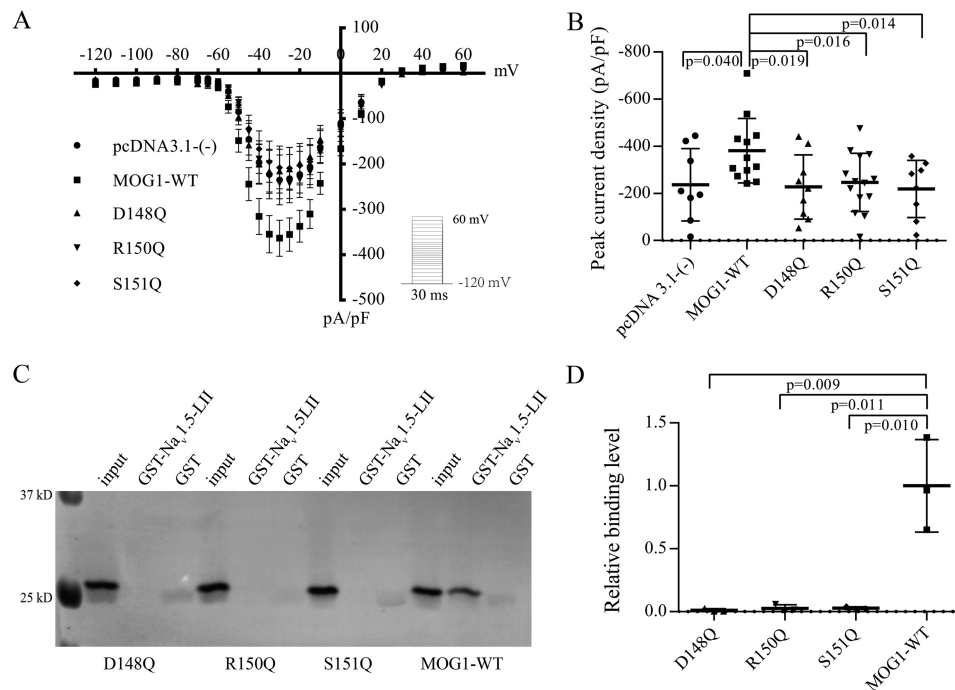 A
-120 -100 -80 -60 -40 -20 0 20 40 60
mV
100
-100
-200
-300
-400
-500
pA/pF
pcDNA3.1-(-)
MOG1-WT
D148Q
R150Q
S151Q
60 mV
-120 mV
30 ms
B
p=0.014
p=0.016
p=0.040
p=0.019
Peak current density (pA/pF)
-800
-600
-400
-200
0
pcDNA 3.1-(-)
MOG1-WT
D148Q
R150Q
S151Q
C
input
GST-Nav1.5-LII
GST
input
GST-Nav1.5LII
GST
input
GST-Nav1.5-LII
GST
input
GST-Nav1.5-LII
GST
37 kD
25 kD
D148Q R150Q S151Q MOG1-WT
D
p=0.009
p=0.011
p=0.010
Relative binding level
1.5
1.0
0.5
0.0
D148Q
R150Q
S151Q
MOG1-WT